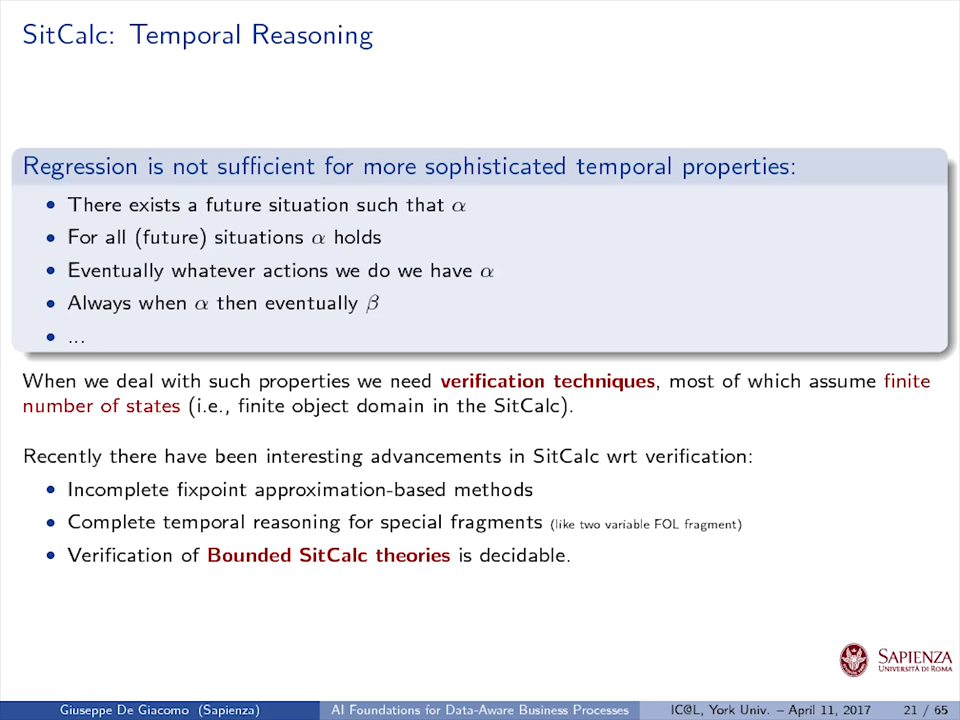 SitCalc: Temporal Reasoning
Regression is not sufficient for more sophisticated temporal properties:
• There exists a future situation such that α
• For all (future) situations α holds
• Eventually whatever actions we do we have α
• Always when α then eventually β
• ...
When we deal with such properties we need verification techniques, most of which assume finite
number of states (i.e., finite object domain in the SitCalc).
Recently there have been interesting advancements in SitCalc wrt verification:
• Incomplete fixpoint approximation-based methods
• Complete temporal reasoning for special fragments (like two variable FOL fragment)
• Verification of Bounded SitCalc theories is decidable.
SAPIENZA
UNIVERSITÀ DI ROMA
Giuseppe De Giacomo (Sapienza) AI Foundations for Data-Aware Business Processes IC@L, York Univ. – April 11, 2017 21 / 65